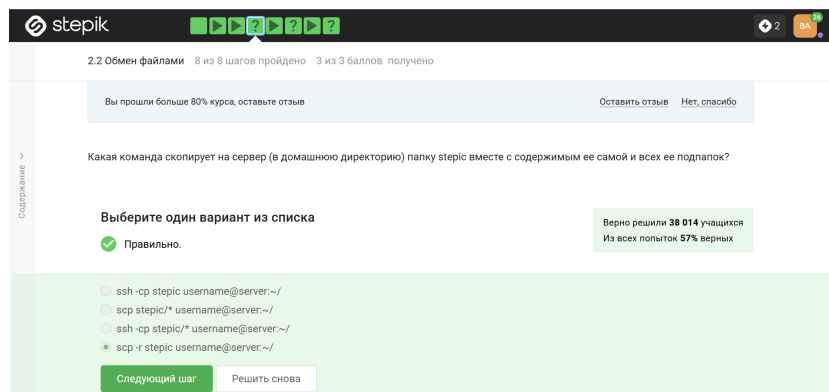 stepik
? ? ?
2
ВА
26
2.2 Обмен файлами 8 из 8 шагов пройдено 3 из 3 баллов получено
Вы прошли больше 80% курса, оставьте отзыв Оставить отзыв Нет, спасибо
Содержание
Какая команда скопирует на сервер (в домашнюю директорию) папку stepic вместе с содержимым ее самой и всех ее подпапок?
Выберите один вариант из списка
Правильно.
Верно решили 38 014 учащихся
Из всех попыток 57% верных
ssh -cp stepic username@server:~/
scp stepic/* username@server:~/
ssh -cp stepic/* username@server:~/
scp -r stepic username@server:~/
Следующий шаг Решить снова